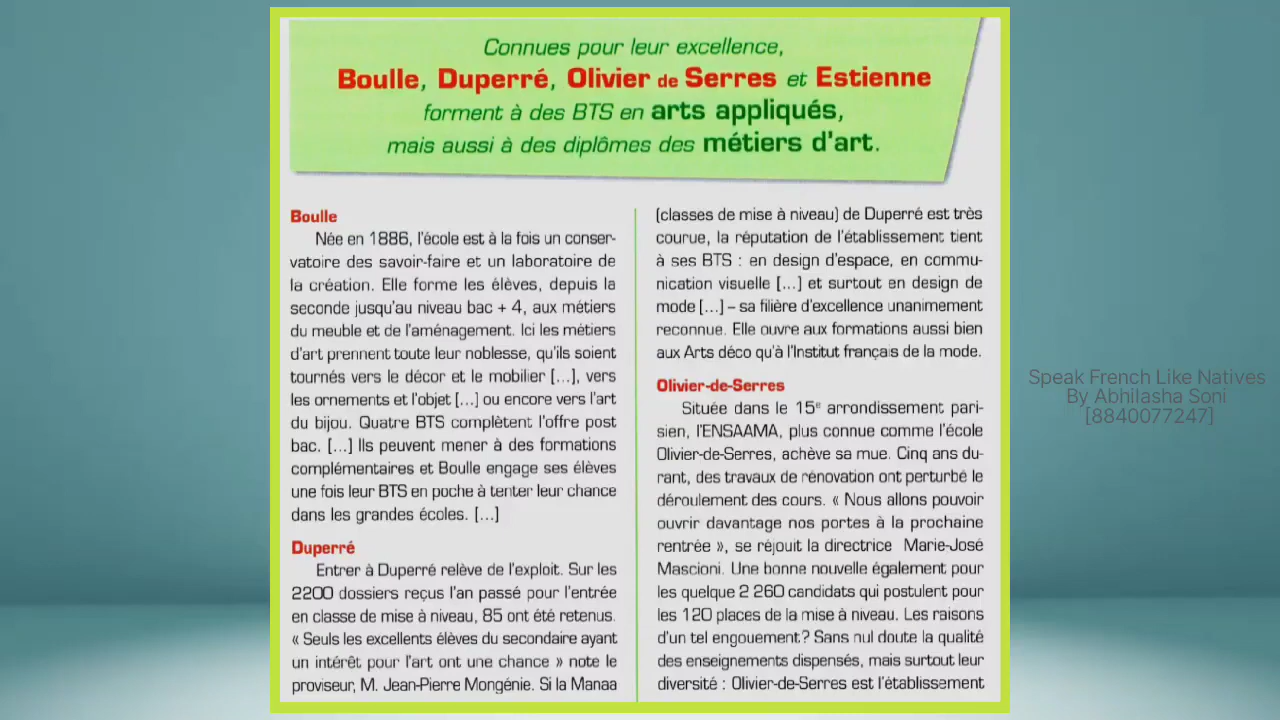 Connues pour leur excellence,
Boulle, Duperré, Olivier de Serres et Estienne
forment à des BTS en arts appliqués,
mais aussi à des diplômes des métiers d'art.
Boulle
Née en 1886, l'école est à la fois un conser-
vatoire des savoir-faire et un laboratoire de
la création. Elle forme les élèves, depuis la
seconde jusqu'au niveau bac + 4, aux métiers
du meuble et de l'aménagement. Ici les métiers
d'art prennent toute leur noblesse, qu'ils soient
tournés vers le décor et le mobilier [...], vers
les ornements et l'objet [...] ou encore vers l'art
du bijou. Quatre BTS complètent l'offre post
bac. [...] Ils peuvent mener à des formations
complémentaires et Boulle engage ses élèves
une fois leur BTS en poche à tenter leur chance
dans les grandes écoles. [...]
Duperré
Entrer à Duperré relève de l'exploit. Sur les
2200 dossiers reçus l'an passé pour l'entrée
en classe de mise à niveau, 85 ont été retenus.
« Seuls les excellents élèves du secondaire ayant
un intérêt pour l'art ont une chance » note le
proviseur, M. Jean-Pierre Mongénie. Si la Manaa
(classes de mise à niveau) de Duperré est très
courue, la réputation de l'établissement tient
à ses BTS : en design d'espace, en commu-
nication visuelle [...] et surtout en design de
mode [...] – sa filière d'excellence unanimement
reconnue. Elle ouvre aux formations aussi bien
aux Arts déco qu'à l'Institut français de la mode.
Olivier-de-Serres
Située dans le 15e arrondissement pari-
sien, l'ENSAAMA, plus connue comme l'école
Olivier-de-Serres, achève sa mue. Cinq ans du-
rant, des travaux de rénovation ont perturbé le
déroulement des cours. « Nous allons pouvoir
ouvrir davantage nos portes à la prochaine
rentrée », se réjouit la directrice Marie-José
Mascioni. Une bonne nouvelle également pour
les quelque 2 260 candidats qui postulent pour
les 120 places de la mise à niveau. Les raisons
d'un tel engouement? Sans nul doute la qualité
des enseignements dispensés, mais surtout leur
diversité : Olivier-de-Serres est l'établissement
Speak French Like Natives
By Abhilasha Soni
[8840077247]